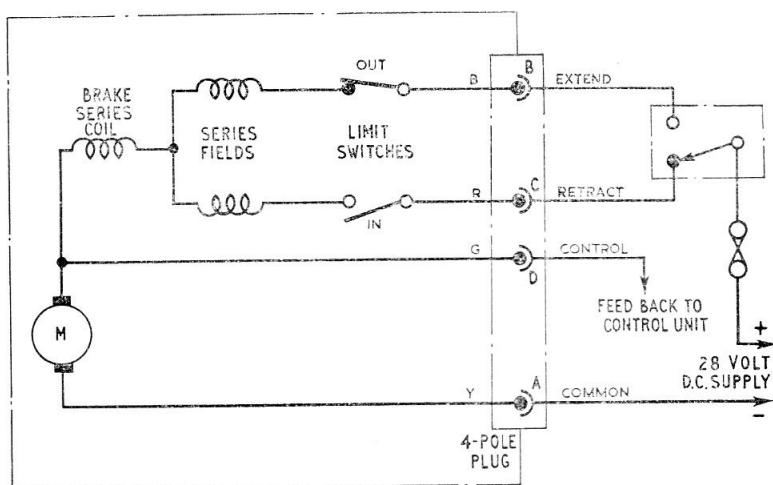 OUT
B
B
EXTEND
BRAKE
SERIES
COIL
SERIES
FIELDS
LIMIT
SWITCHES
R
C
RETRACT
IN
G
D
CONTROL
FEED BACK TO
CONTROL UNIT
M
+
28 VOLT
D.C. SUPPLY
Y
A
COMMON
−
4-POLE
PLUG